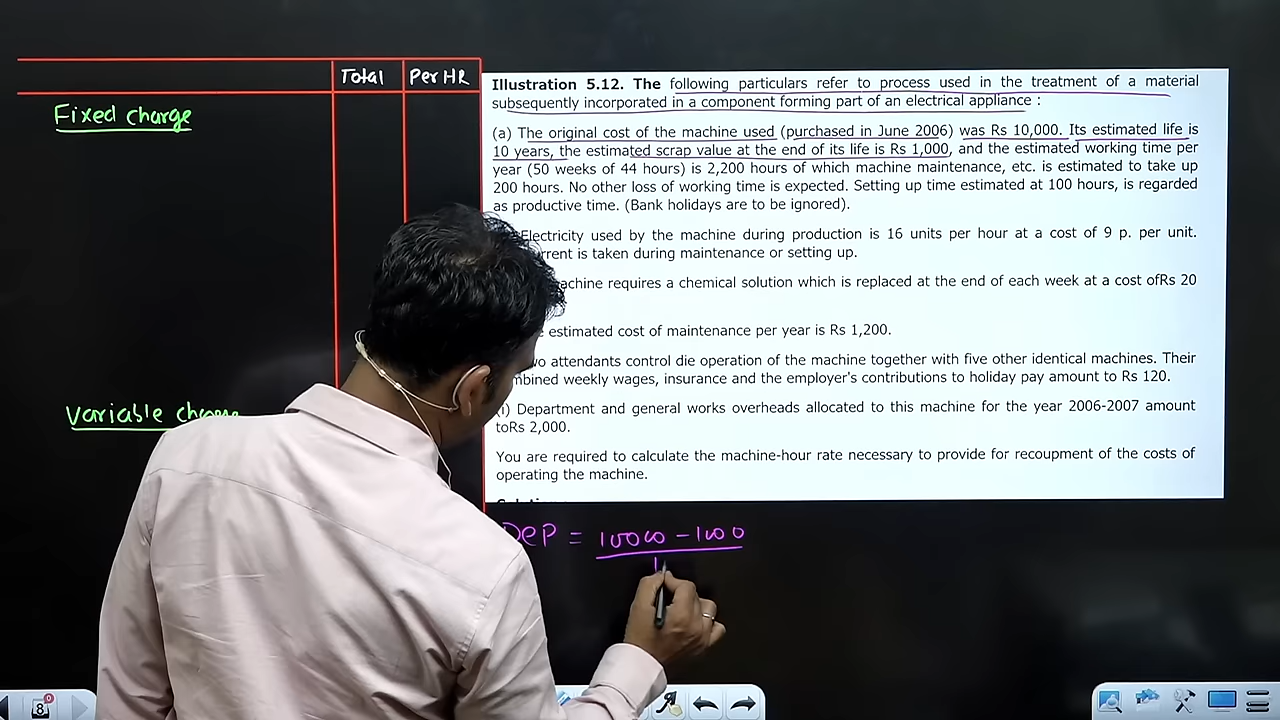 Total Per HR
Fixed charge
Variable
Illustration 5.12. The following particulars refer to process used in the treatment of a material
subsequently incorporated in a component forming part of an electrical appliance :
(a) The original cost of the machine used (purchased in June 2006) was Rs 10,000. Its estimated life is
10 years, the estimated scrap value at the end of its life is Rs 1,000, and the estimated working time per
year (50 weeks of 44 hours) is 2,200 hours of which machine maintenance, etc. is estimated to take up
200 hours. No other loss of working time is expected. Setting up time estimated at 100 hours, is regarded
as productive time. (Bank holidays are to be ignored).
Electricity used by the machine during production is 16 units per hour at a cost of 9 p. per unit.
is taken during maintenance or setting up.
requires a chemical solution which is replaced at the end of each week at a cost ofRs 20
estimated cost of maintenance per year is Rs 1,200.
attendants control die operation of the machine together with five other identical machines. Their
weekly wages, insurance and the employer's contributions to holiday pay amount to Rs 120.
Department and general works overheads allocated to this machine for the year 2006-2007 amount
toRs 2,000.
You are required to calculate the machine-hour rate necessary to provide for recoupment of the costs of
operating the machine.
Dep = 10000 - 1000
8